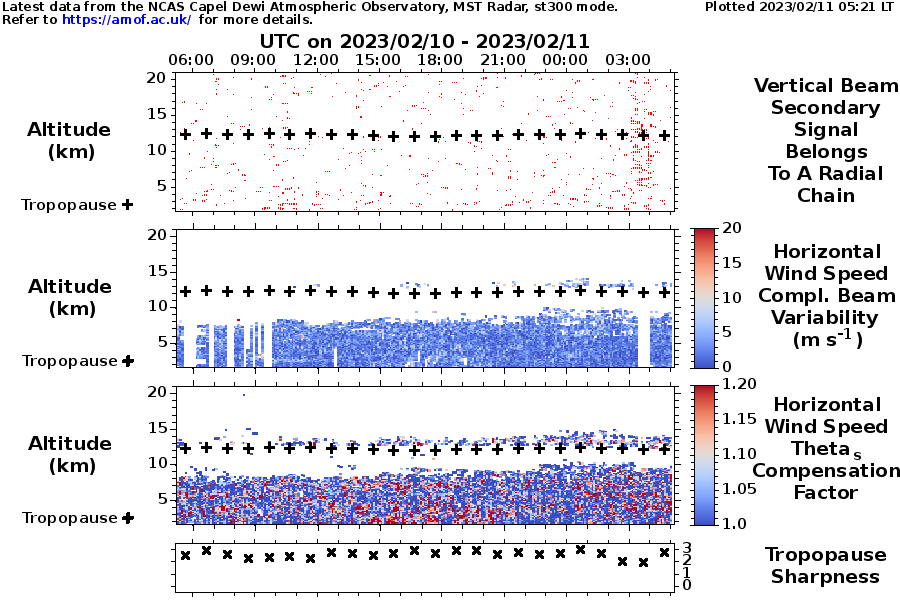 Latest data from the NCAS Capel Dewi Atmospheric Observatory, MST Radar, st300 mode.
Plotted 2023/02/11 05:21 LT
Refer to https://amof.ac.uk/ for more details.
UTC on 2023/02/10 - 2023/02/11
06:00 09:00 12:00 15:00 18:00 21:00 00:00 03:00
20
15
10
5
Altitude
(km)
Tropopause
Vertical Beam
Secondary
Signal
Belongs
To A Radial
Chain
20
15
10
5
Altitude
(km)
Tropopause
20
15
10
5
0
Horizontal
Wind Speed
Compl. Beam
Variability
(m s-1)
20
15
10
5
Altitude
(km)
Tropopause
1.20
1.15
1.10
1.05
1.0
Horizontal
Wind Speed
Theta s
Compensation
Factor
3
2
1
0
Tropopause
Sharpness